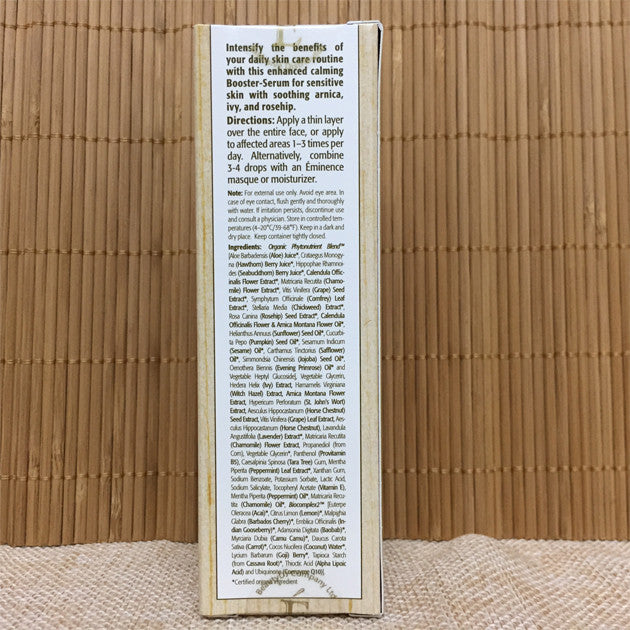 Intensify the benefits of
your daily skin care routine
with this enhanced calming
Booster-Serum for sensitive
skin with soothing arnica,
ivy, and rosehip.
Directions: Apply a thin layer
over the entire face, or apply
to affected areas 1–3 times per
day. Alternatively, combine
3-4 drops with an Éminence
masque or moisturizer.
Note: For external use only. Avoid eye area. In
case of eye contact, flush gently and thoroughly
with water. If irritation persists, discontinue use
and consult a physician. Store in controlled tem-
peratures (4–20°C/39-68°F). Keep in a dark and
dry place. Keep container tightly closed.
Ingredients: Organic Phytonutrient Blend™
[Aloe Barbadensis (Aloe) Juice*, Crataegus Monogy-
na (Hawthorn) Berry Juice*, Hippophae Rhamnoi-
des (Seabuckthorn) Berry Juice*, Calendula Offic-
inalis Flower Extract*, Matricaria Recutita (Chamo-
mile) Flower Extract*, Vitis Vinifera (Grape) Seed
Extract*, Symphytum Officinale (Comfrey) Leaf
Extract*, Stellaria Media (Chickweed) Extract*,
Rosa Canina (Rosehip) Seed Extract*, Calendula
Officinalis Flower & Arnica Montana Flower Oil*,
Helianthus Annuus (Sunflower) Seed Oil*, Cucurbi-
ta Pepo (Pumpkin) Seed Oil*, Sesamum Indicum
(Sesame) Oil*, Carthamus Tinctorius (Safflower)
Oil*, Simmondsia Chinensis (Jojoba) Seed Oil*,
Oenothera Biennis (Evening Primrose) Oil* and
Vegetable Heptyl Glucoside], Vegetable Glycerin,
Hedera Helix (Ivy) Extract, Hamamelis Virginiana
(Witch Hazel) Extract, Arnica Montana Flower
Extract, Hypericum Perforatum (St. John's Wort)
Extract, Aesculus Hippocastanum (Horse Chestnut)
Seed Extract, Vitis Vinifera (Grape) Leaf Extract, Aes-
culus Hippocastanum (Horse Chestnut), Lavandula
Angustifolia (Lavender) Extract*, Matricaria Recutita
(Chamomile) Flower Extract, Propanediol (from
Corn), Vegetable Glycerin*, Panthenol (Provitamin
B5), Caesalpinia Spinosa (Tara Tree) Gum, Mentha
Piperita (Peppermint) Leaf Extract*, Xanthan Gum,
Sodium Benzoate, Potassium Sorbate, Lactic Acid,
Sodium Salicylate, Tocopheryl Acetate (Vitamin E),
Mentha Piperita (Peppermint) Oil*, Matricaria Recu-
tita (Chamomile) Oil* Biocomplex2™ [Euterpe
Oleracea (Acai)*, Citrus Limon (Lemon)*, Malpighia
Glabra (Barbados Cherry)*, Emblica Officinalis (In-
dian Gooseberry)*, Adansonia Digitata (Baobab)*,
Myrciaria Dubia (Camu Camu)*, Daucus Carota
Sativa (Carrot)*, Cocos Nucifera (Coconut) Water*,
Lycium Barbarum (Goji) Berry*, Tapioca Starch
(from Cassava Root)*, Thioctic Acid (Alpha Lipoic
Acid) and Ubiquinone (Coenzyme Q10)].
*Certified organic ingredient